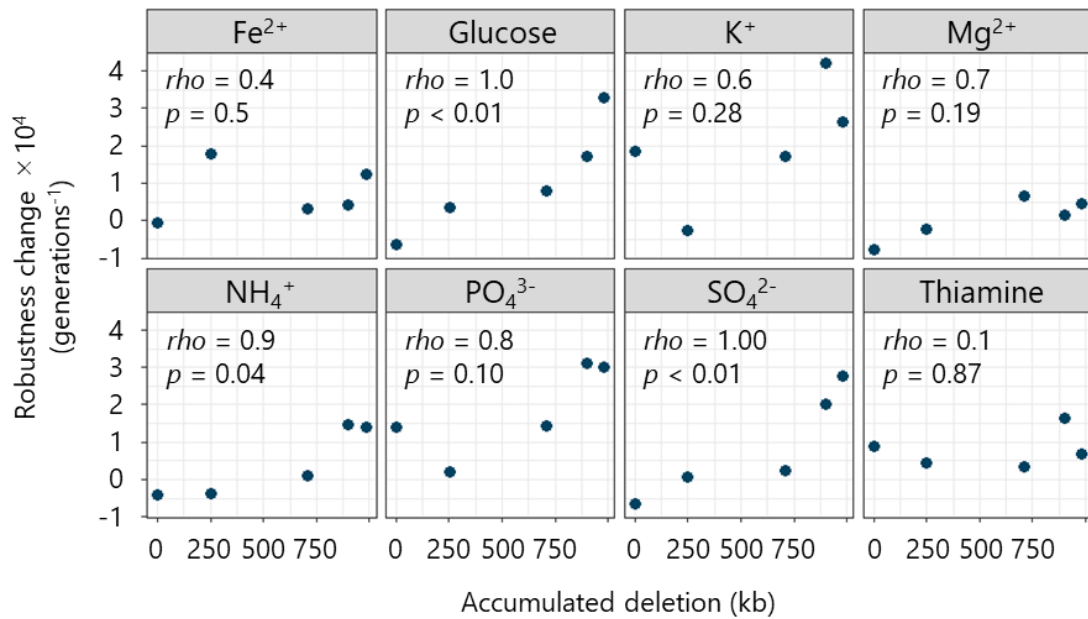 Fe²⁺ Glucose K⁺ Mg²⁺
rho = 0.4 rho = 1.0 rho = 0.6 rho = 0.7
p = 0.5 p < 0.01 p = 0.28 p = 0.19
4
3
2
1
0
-1
NH₄⁺ PO₄³⁻ SO₄²⁻ Thiamine
rho = 0.9 rho = 0.8 rho = 1.00 rho = 0.1
p = 0.04 p = 0.10 p < 0.01 p = 0.87
4
3
2
1
0
-1
0 250 500 750 0 250 500 750 0 250 500 750 0 250 500 750
Accumulated deletion (kb)
Robustness change × 10⁴
(generations⁻¹)